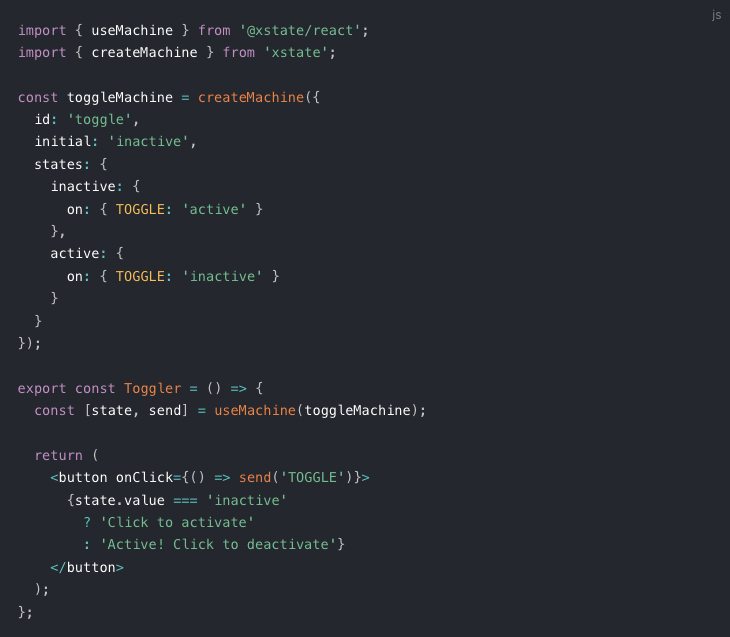 js
import { useMachine } from '@xstate/react';
import { createMachine } from 'xstate';

const toggleMachine = createMachine({
  id: 'toggle',
  initial: 'inactive',
  states: {
    inactive: {
      on: { TOGGLE: 'active' }
    },
    active: {
      on: { TOGGLE: 'inactive' }
    }
  }
});

export const Toggler = () => {
  const [state, send] = useMachine(toggleMachine);

  return (
    <button onClick={() => send('TOGGLE')}>
      {state.value === 'inactive'
        ? 'Click to activate'
        : 'Active! Click to deactivate'}
    </button>
  );
};